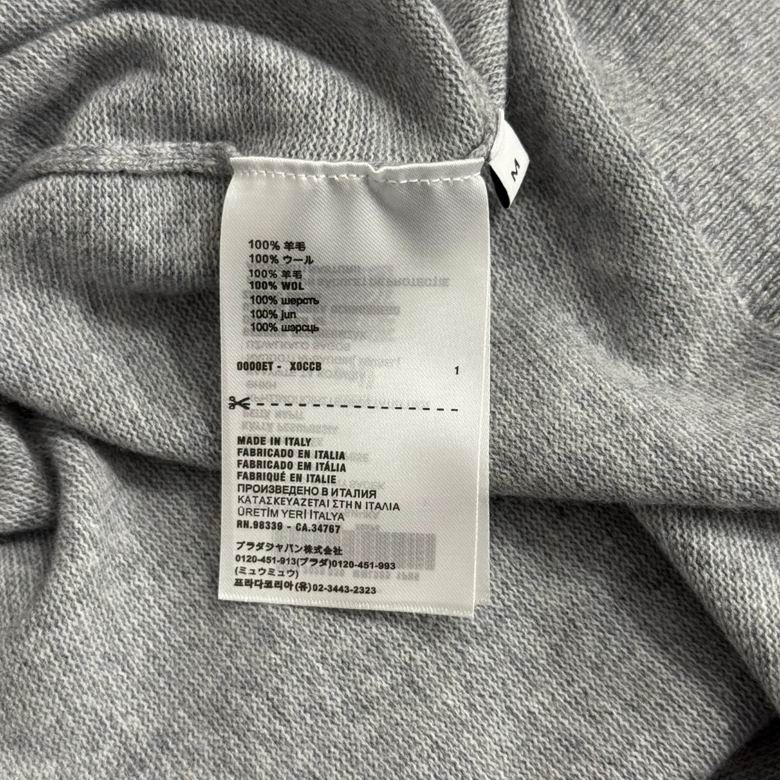 M
100% 羊毛
100% ウール
100% 羊毛
100% WOL
100% шерсть
100% jun
100% шэрсць
0000ET - X0CCB 1
MADE IN ITALY
FABRICADO EN ITALIA
FABRICADO EM ITÁLIA
FABRIQUÉ EN ITALIE
ПРОИЗВЕДЕНО В ИТАЛИЯ
ΚΑΤΑΣΚΕΥΑΖΕΤΑΙ ΣΤΗ Ν ΙΤΑΛΙΑ
ÜRETİM YERİ İTALYA
RN.98339 - CA.34767
プラダジャパン株式会社
0120-451-913(プラダ)0120-451-993
(ミュウミュウ)
프라다코리아(유)02-3443-2323